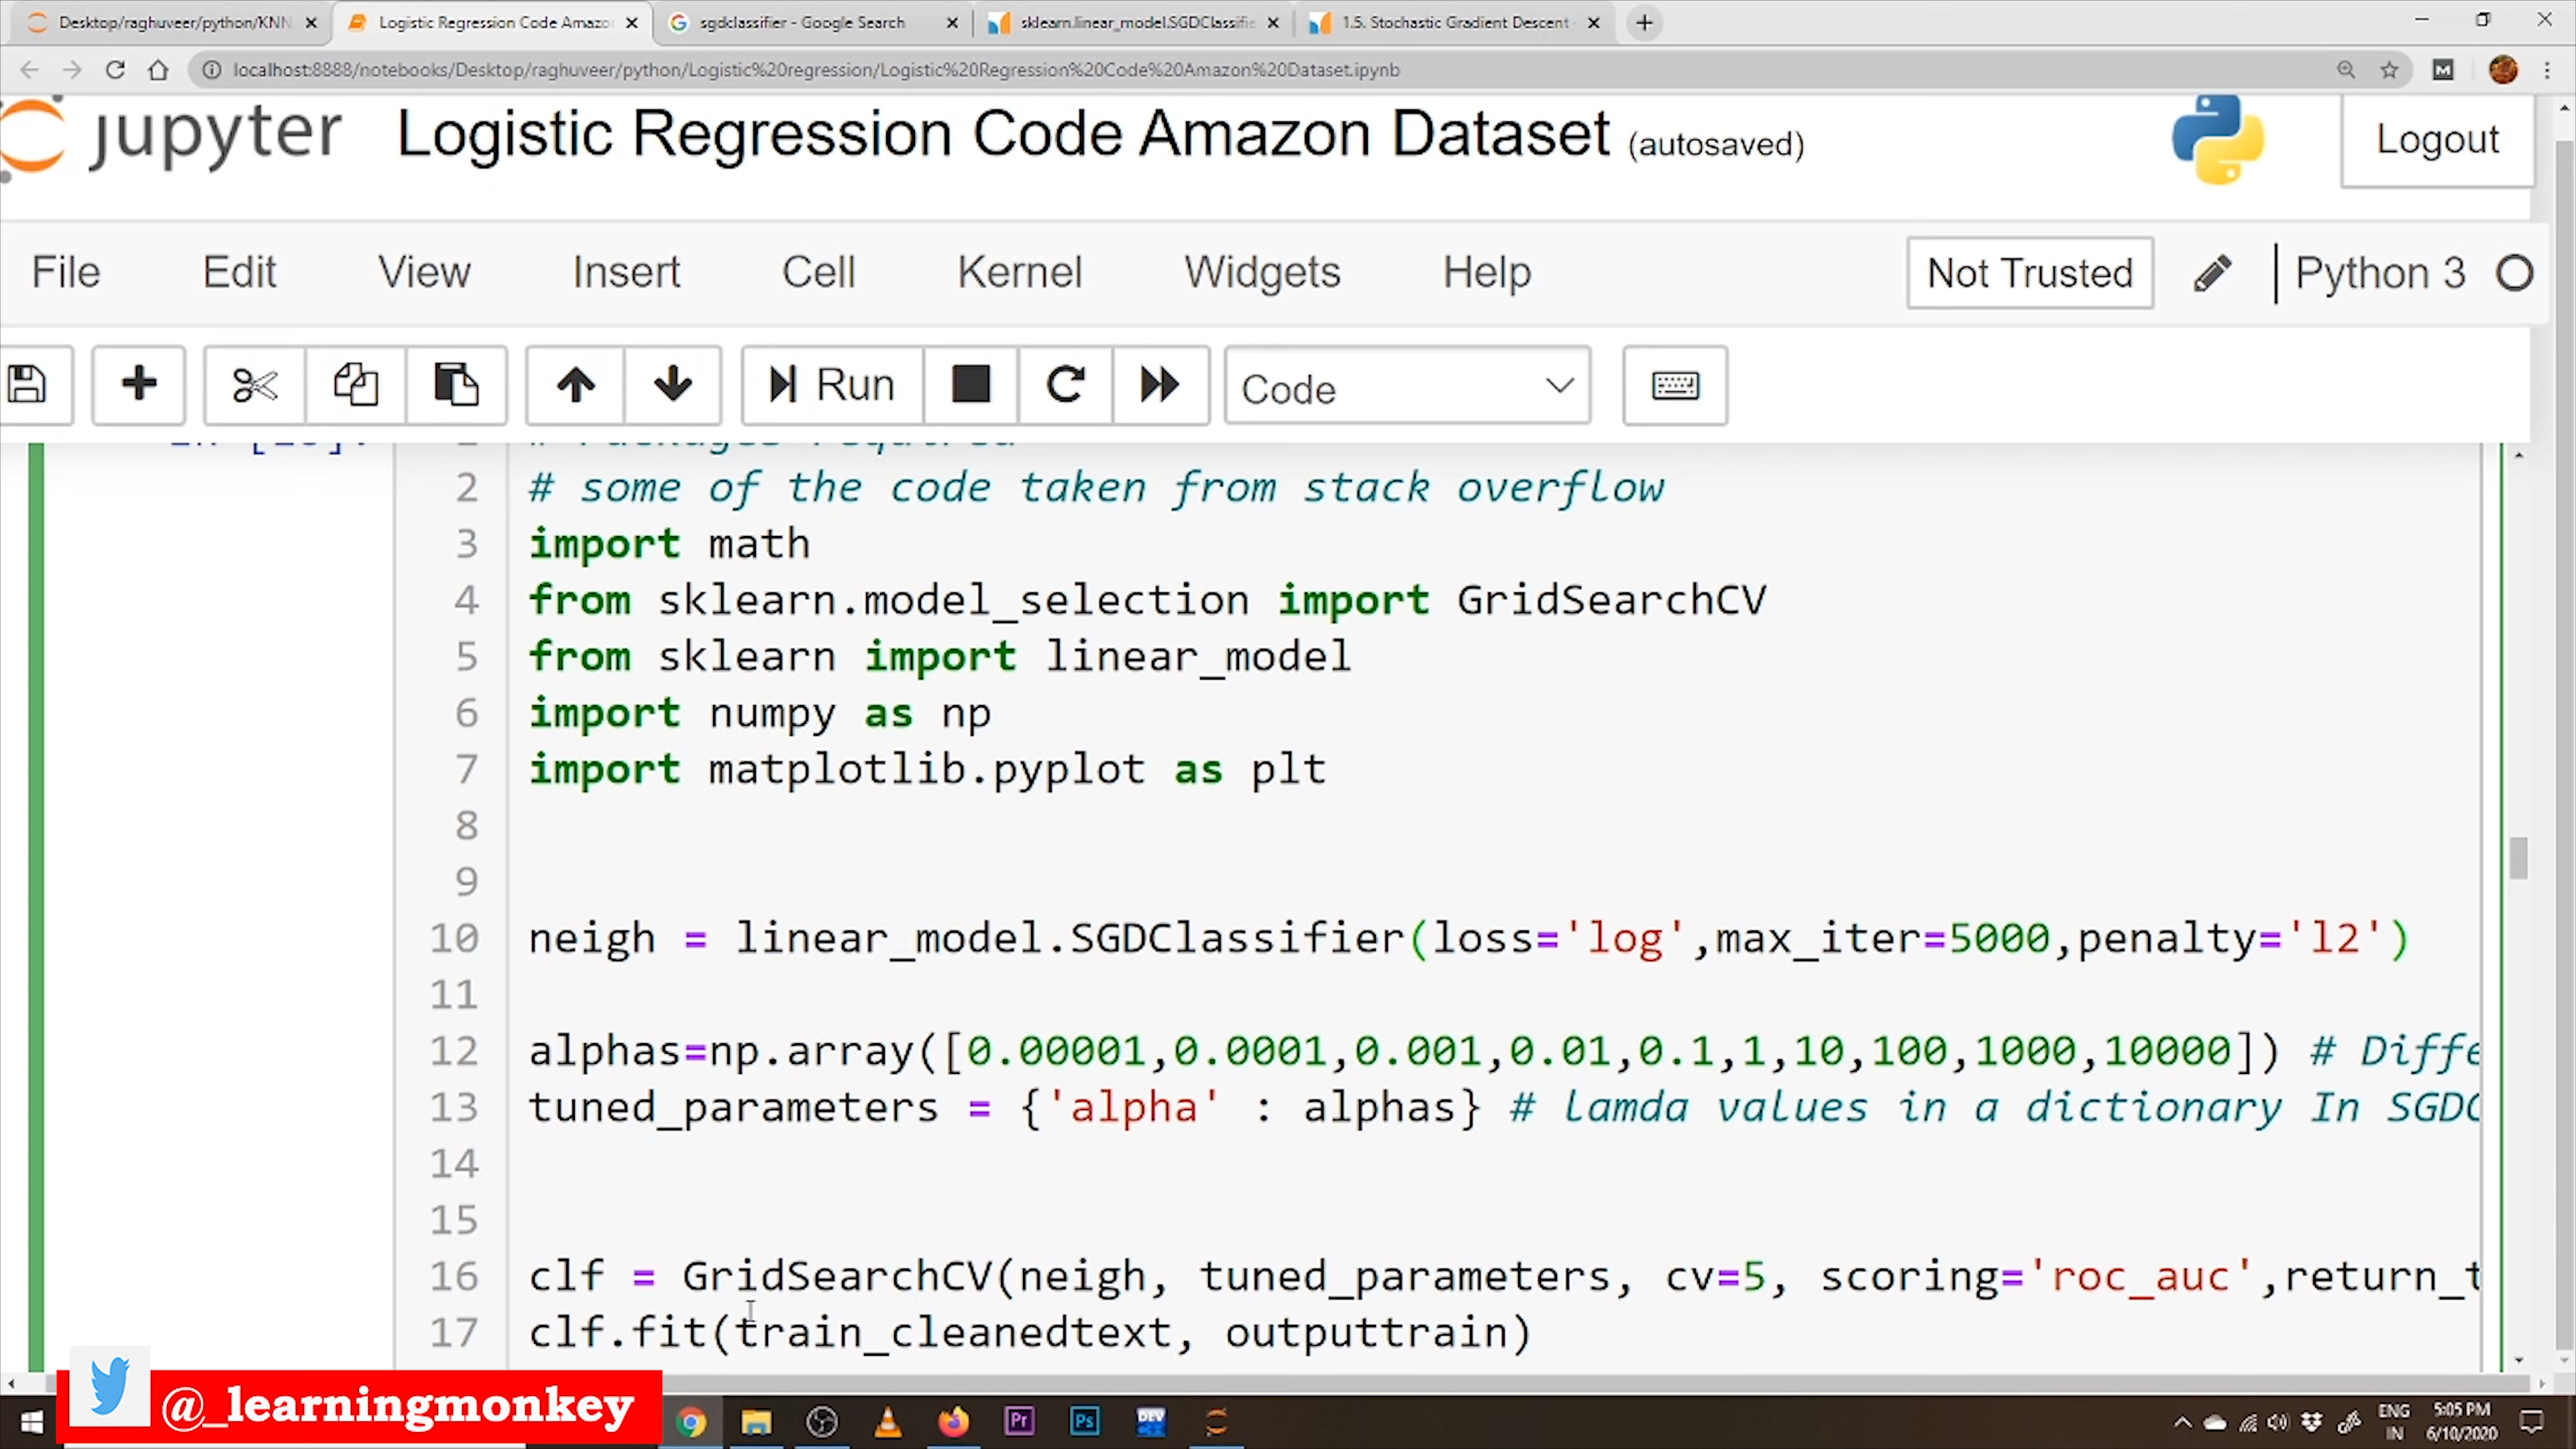 Desktop/raghuveer/python/KNN
Logistic Regression Code Amazo
sgdclassifier - Google Search
sklearn.linear_model.SGDClassifie
1.5. Stochastic Gradient Descent -
localhost:8888/notebooks/Desktop/raghuveer/python/Logistic%20regression/Logistic%20Regression%20Code%20Amazon%20Dataset.ipynb
jupyter Logistic Regression Code Amazon Dataset (autosaved)
Logout
File Edit View Insert Cell Kernel Widgets Help Not Trusted Python 3
Run Code
# Packages required
2 # some of the code taken from stack overflow
3 import math
4 from sklearn.model_selection import GridSearchCV
5 from sklearn import linear_model
6 import numpy as np
7 import matplotlib.pyplot as plt
8
9
10 neigh = linear_model.SGDClassifier(loss='log',max_iter=5000,penalty='l2')
11
12 alphas=np.array([0.00001,0.0001,0.001,0.01,0.1,1,10,100,1000,10000]) # Diffe
13 tuned_parameters = {'alpha' : alphas} # lamda values in a dictionary In SGDC
14
15
16 clf = GridSearchCV(neigh, tuned_parameters, cv=5, scoring='roc_auc',return_t
17 clf.fit(train_cleanedtext, outputtrain)
@_learningmonkey
Pr Ps DEV
ENG
IN
5:05 PM
6/10/2020